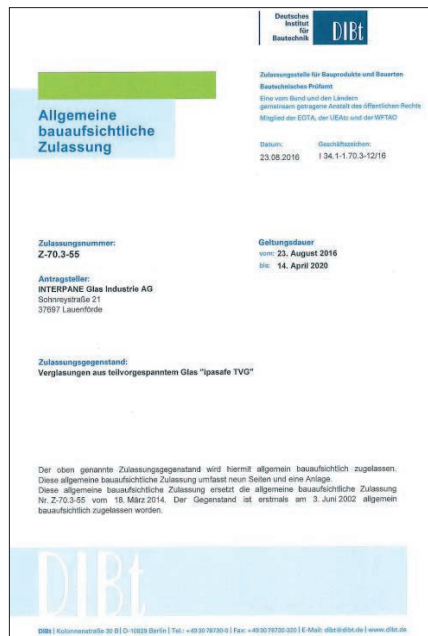 Deutsches
Institut
für
Bautechnik
DIBt
Zulassungsstelle für Bauprodukte und Bauarten
Bautechnisches Prüfamt
Eine vom Bund und den Ländern
gemeinsam getragene Anstalt des öffentlichen Rechts
Mitglied der EOTA, der UEAtc und der WFTAO
Allgemeine
bauaufsichtliche
Zulassung
Datum: Geschäftszeichen:
23.08.2016 I 34.1-1.70.3-12/16
Zulassungsnummer:
Z-70.3-55
Geltungsdauer
vom: 23. August 2016
bis: 14. April 2020
Antragsteller:
INTERPANE Glas Industrie AG
Sohnreystraße 21
37697 Lauenförde
Zulassungsgegenstand:
Verglasungen aus teilvorgespanntem Glas "ipasafe TVG"
Der oben genannte Zulassungsgegenstand wird hiermit allgemein bauaufsichtlich zugelassen.
Diese allgemeine bauaufsichtliche Zulassung umfasst neun Seiten und eine Anlage.
Diese allgemeine bauaufsichtliche Zulassung ersetzt die allgemeine bauaufsichtliche Zulassung
Nr. Z-70.3-55 vom 18. März 2014. Der Gegenstand ist erstmals am 3. Juni 2002 allgemein
bauaufsichtlich zugelassen worden.
DIBt
DIBt | Kolonnenstraße 30 B | D-10829 Berlin | Tel.: +49 30 78730-0 | Fax: +49 30 78730-320 | E-Mail: dibt@dibt.de | www.dibt.de